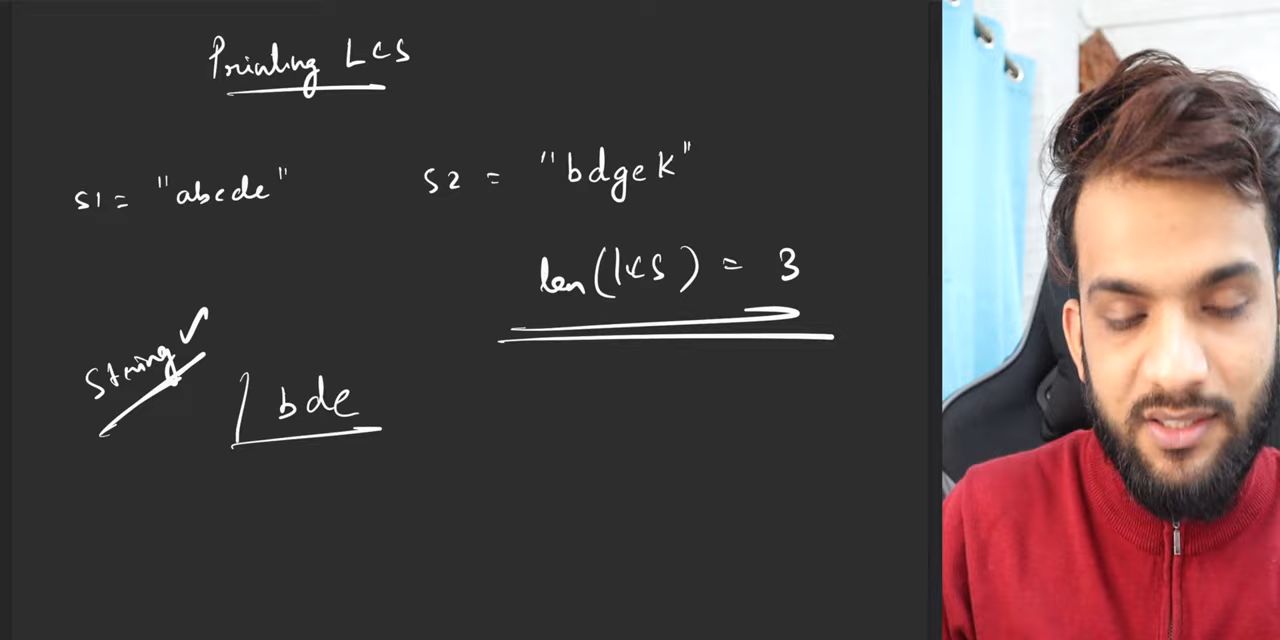 Printing LCS
s1 = "abcde"
s2 = "bdgek"
len(lcs) = 3
String ✓
bde